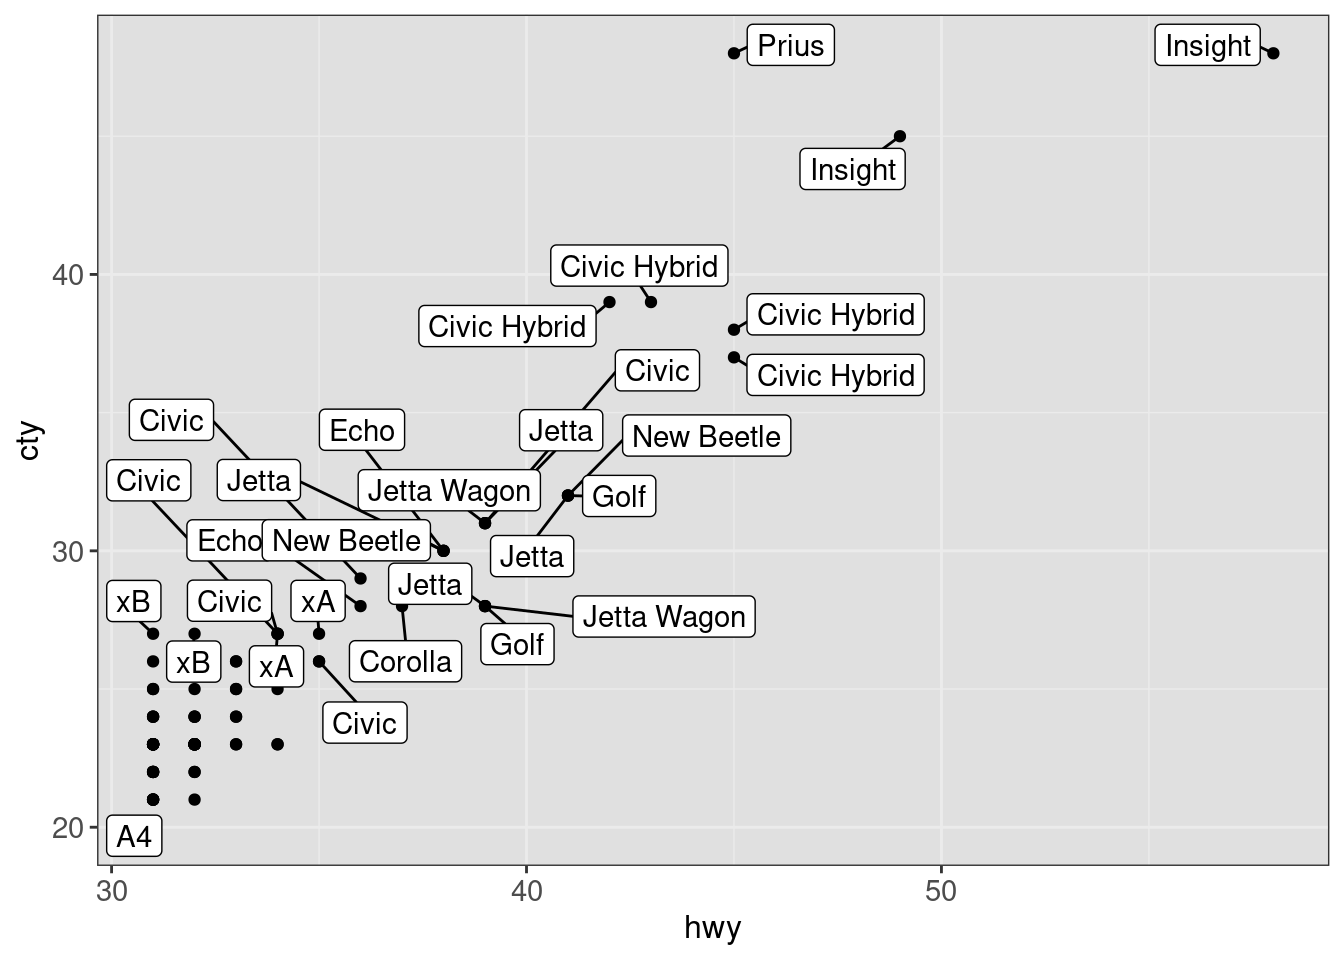 Prius
Insight
Insight
Civic Hybrid
40
Civic Hybrid
Civic Hybrid
Civic
Civic Hybrid
Civic
Echo
Jetta
New Beetle
cty
Civic
Jetta
Jetta Wagon
Golf
30
Echo
New Beetle
Jetta
Jetta
xB
Civic
xA
Jetta Wagon
Golf
xB
xA
Corolla
Civic
20
A4
30
40
50
hwy